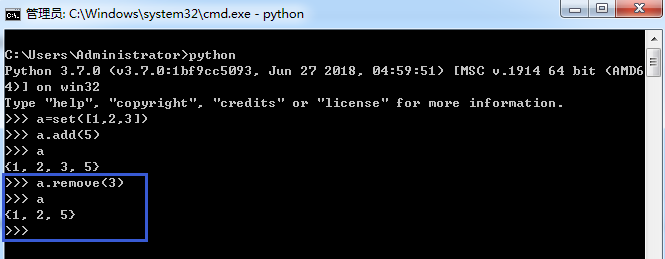 管理员: C:\Windows\system32\cmd.exe - python
C:\Users\Administrator>python
Python 3.7.0 (v3.7.0:1bf9cc5093, Jun 27 2018, 04:59:51) [MSC v.1914 64 bit (AMD6
4)] on win32
Type "help", "copyright", "credits" or "license" for more information.
>>> a=set([1,2,3])
>>> a.add(5)
>>> a
{1, 2, 3, 5}
>>> a.remove(3)
>>> a
{1, 2, 5}
>>>